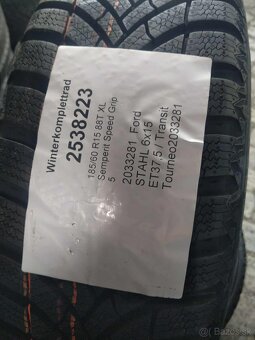 Winterkomplettrad
2538223
185/60 R15 88T XL
Semperit Speed Grip
5
2033281 Ford
STAHL 6x15
ET37,5 / Transit
Tourneo2033281